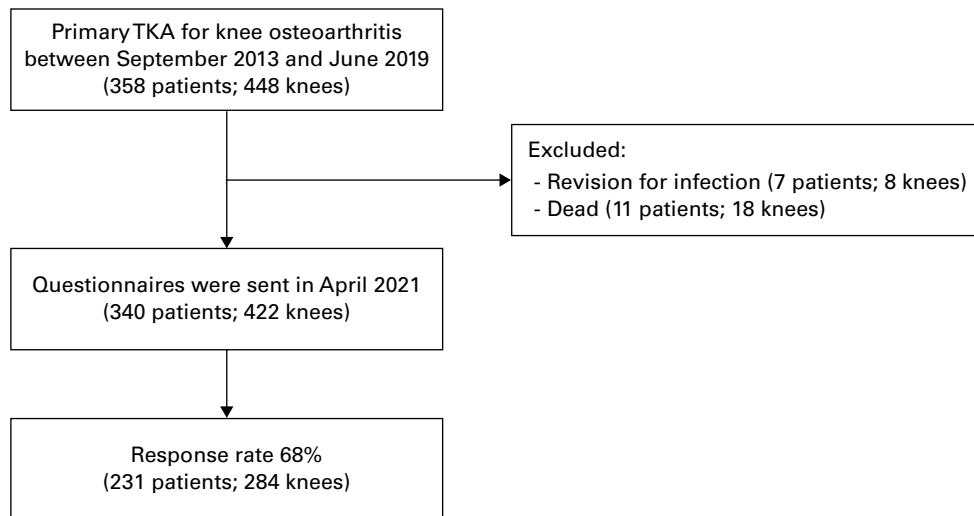 Primary TKA for knee osteoarthritis
between September 2013 and June 2019
(358 patients; 448 knees)
Excluded:
- Revision for infection (7 patients; 8 knees)
- Dead (11 patients; 18 knees)
Questionnaires were sent in April 2021
(340 patients; 422 knees)
Response rate 68%
(231 patients; 284 knees)